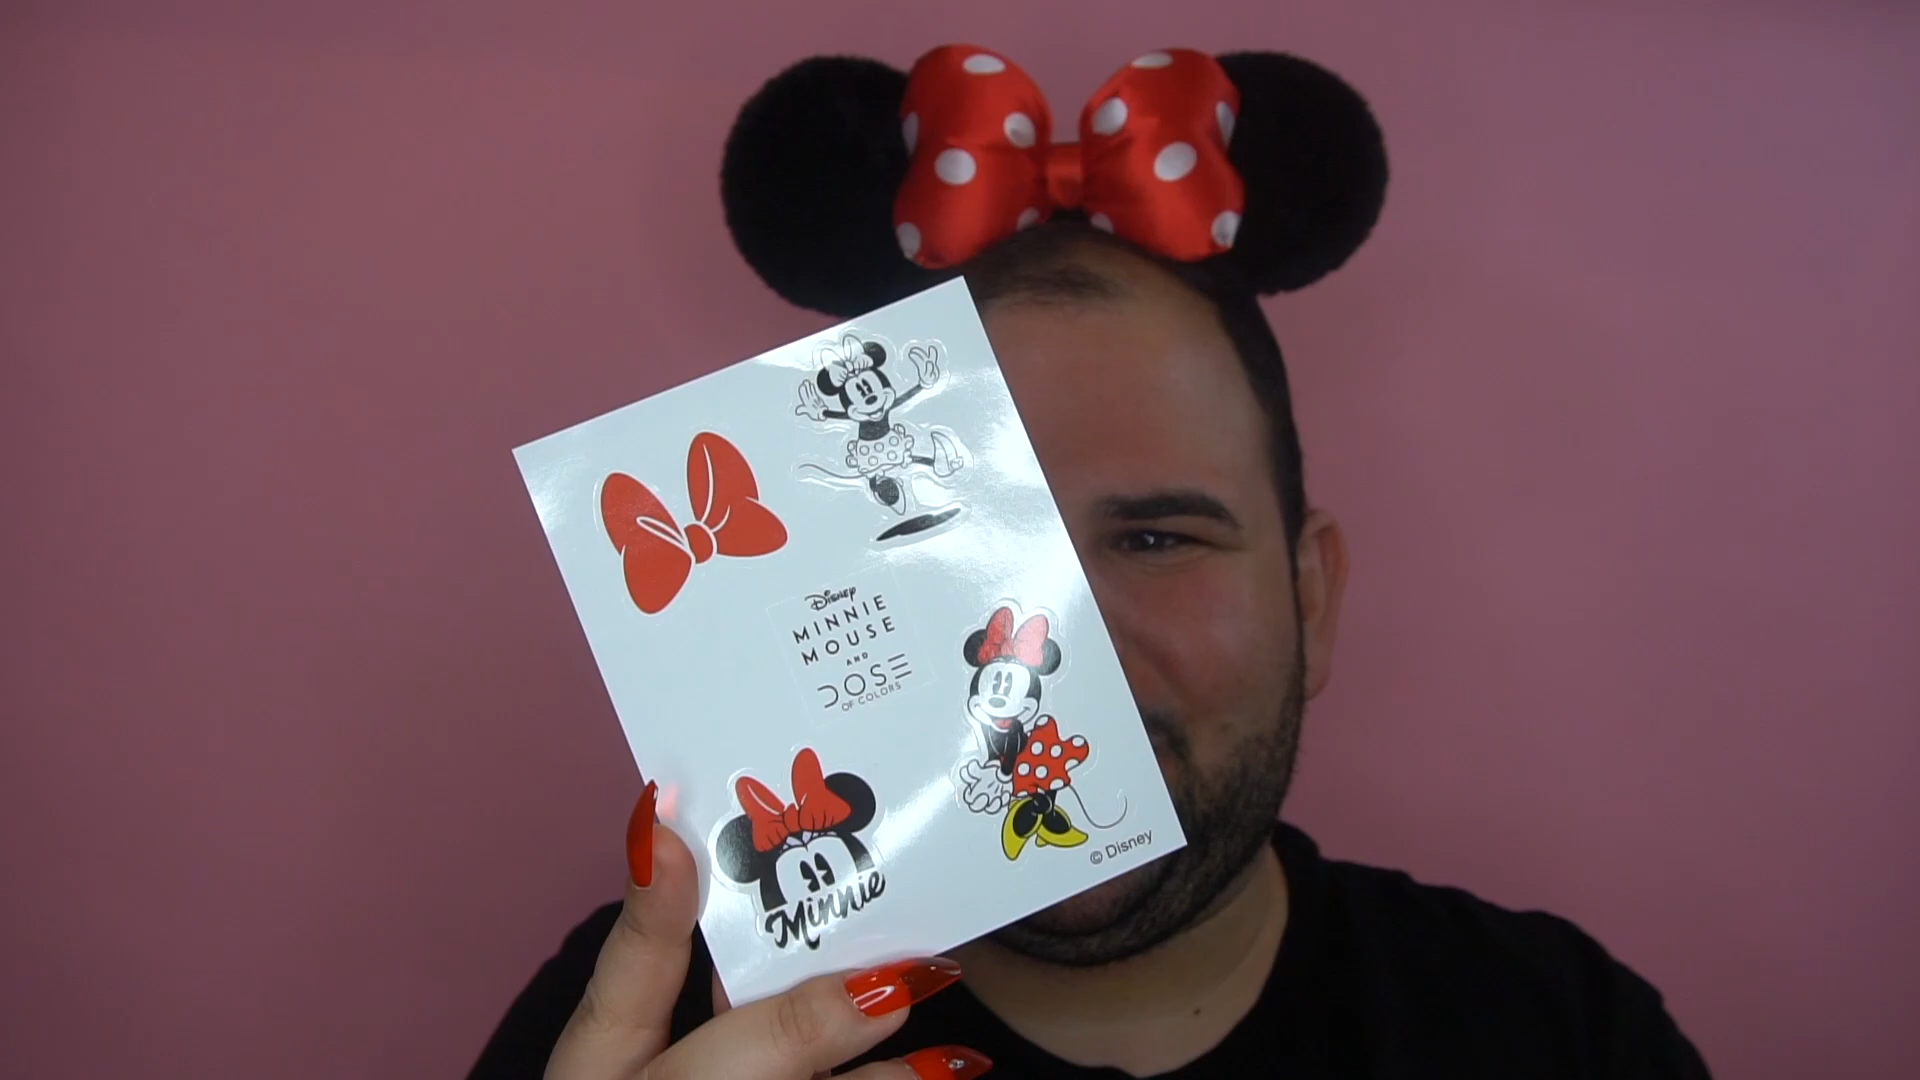 Disney
MINNIE
MOUSE
AND
DOSE
OF COLORS
Minnie
© Disney